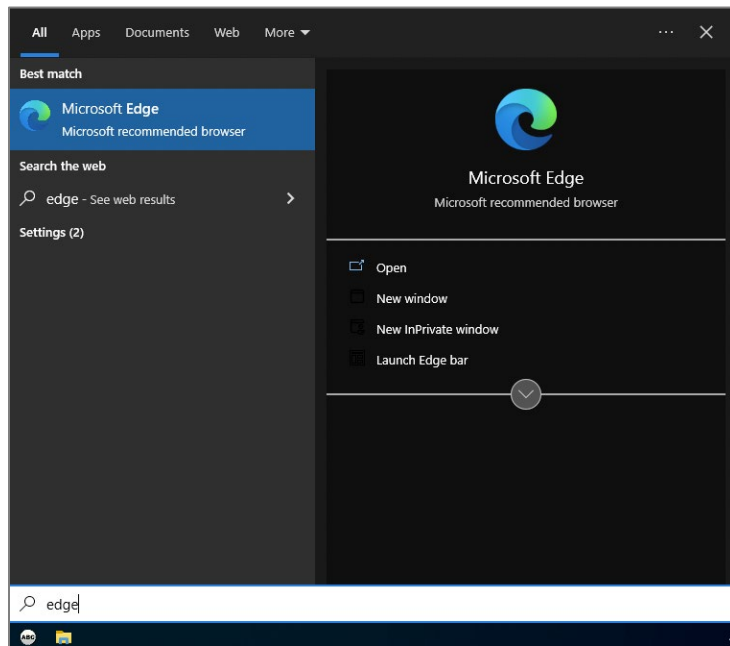 All Apps Documents Web More
Best match
Microsoft Edge
Microsoft recommended browser
Search the web
edge - See web results
Settings (2)
Microsoft Edge
Microsoft recommended browser
Open
New window
New InPrivate window
Launch Edge bar
edge
ABC